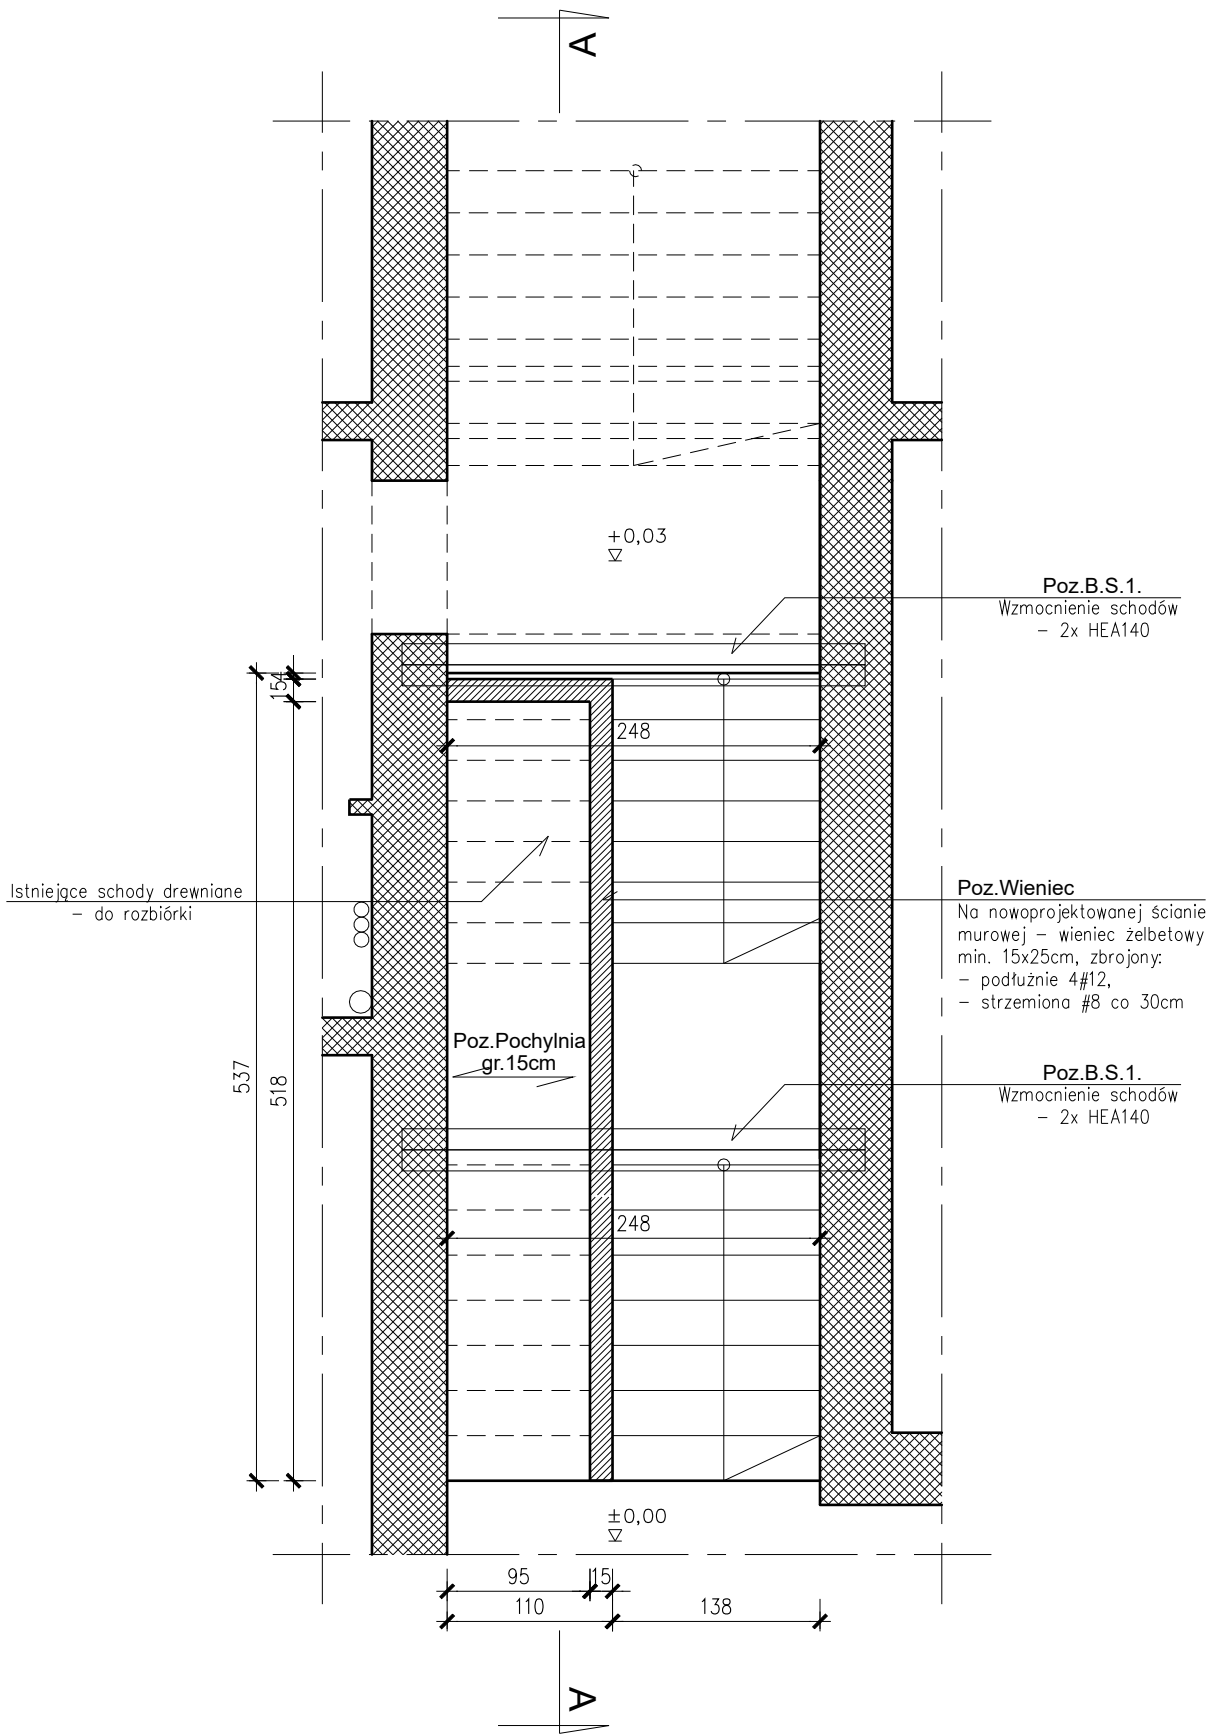 A
+0,03
Poz.B.S.1.
Wzmocnienie schodów
– 2x HEA140
154
248
Istniejące schody drewniane
– do rozbiórki
Poz.Wieniec
Na nowoprojektowanej ścianie
murowej – wieniec żelbetowy
min. 15x25cm, zbrojony:
– podłużnie 4#12,
– strzemiona #8 co 30cm
Poz.Pochylnia
gr.15cm
537
518
Poz.B.S.1.
Wzmocnienie schodów
– 2x HEA140
248
±0,00
95
15
110
138
A